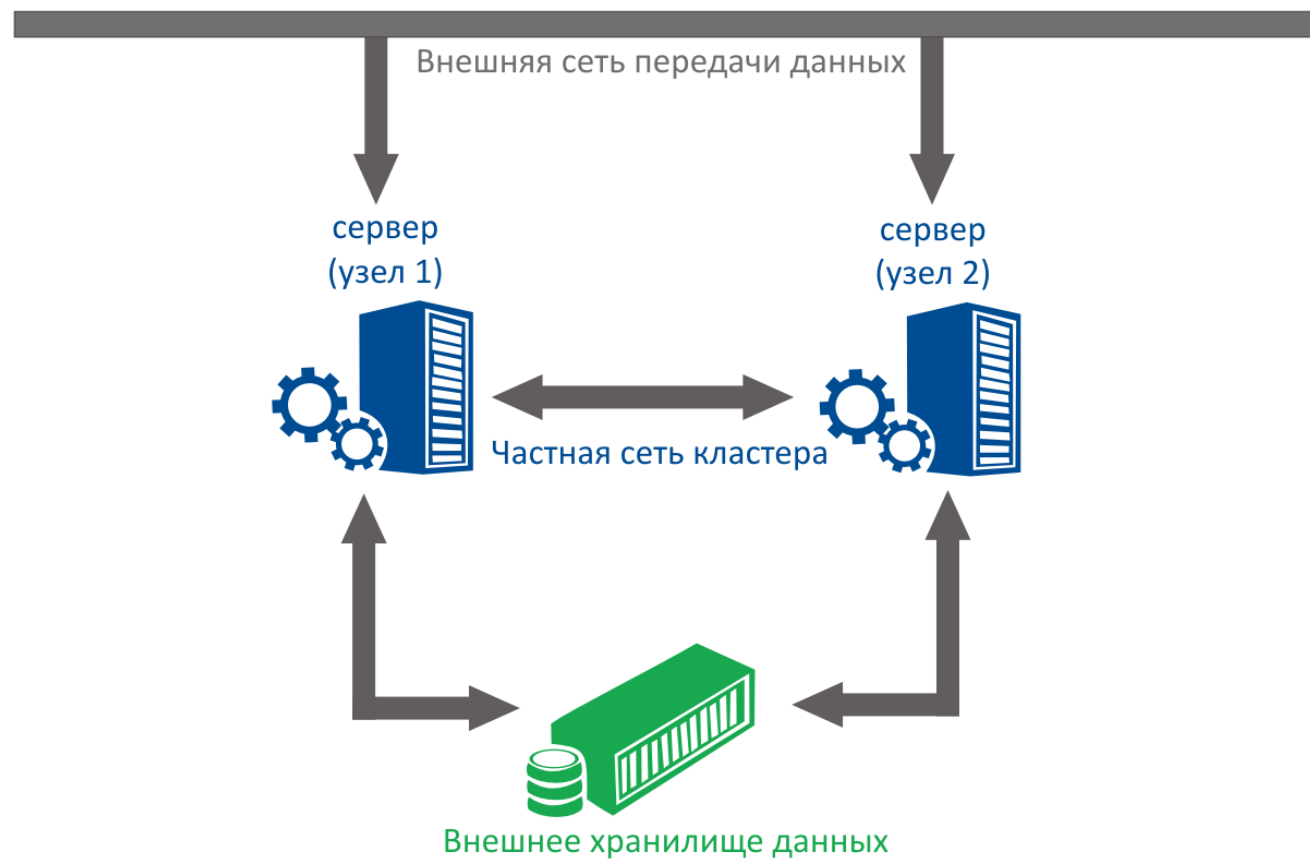 Внешняя сеть передачи данных
сервер
(узел 1)
сервер
(узел 2)
Частная сеть кластера
Внешнее хранилище данных